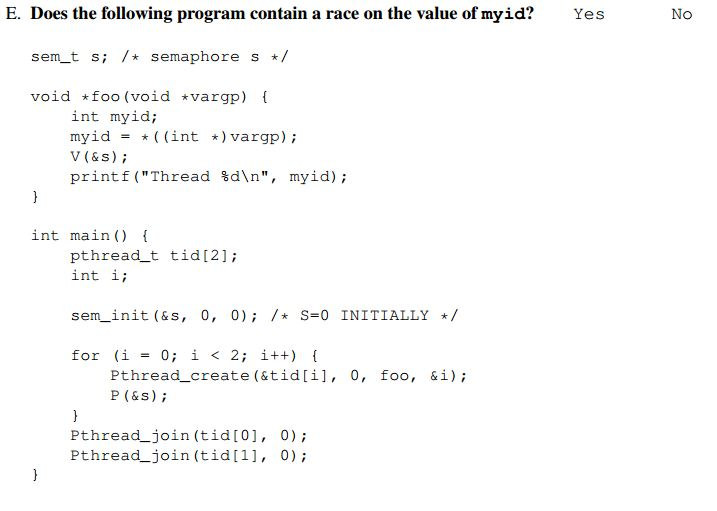 E. Does the following program contain a race on the value of myid? Yes No
sem_t s; /* semaphore s */
void *foo(void *vargp) {
    int myid;
    myid = *((int *)vargp);
    V(&s);
    printf("Thread %d\n", myid);
}
int main() {
    pthread_t tid[2];
    int i;
    sem_init(&s, 0, 0); /* S=0 INITIALLY */
    for (i = 0; i < 2; i++) {
        Pthread_create(&tid[i], 0, foo, &i);
        P(&s);
    }
    Pthread_join(tid[0], 0);
    Pthread_join(tid[1], 0);
}